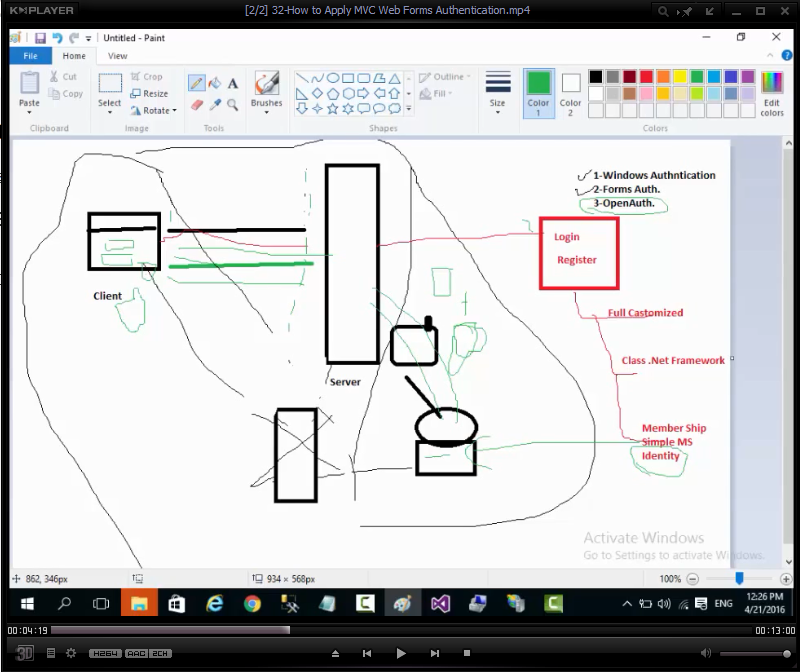 KMPLAYER
[2/2] 32-How to Apply MVC Web Forms Authentication.mp4
Untitled - Paint
File
Home
View
Paste
Cut
Copy
Clipboard
Select
Crop
Resize
Rotate
Image
A
Tools
Brushes
Outline
Fill
Shapes
Size
Color 1
Color 2
Edit colors
Colors
1-Windows Authntication
2-Forms Auth.
3-OpenAuth.
Login
Register
Client
Server
Full Castomized
Class .Net Framework
Member Ship
Simple MS
Identity
Activate Windows
Go to Settings to activate Windows.
862, 346px
934 × 568px
100%
ENG
12:26 PM
4/21/2016
00:04:19
00:13:00
3D
H264
AAC
2CH